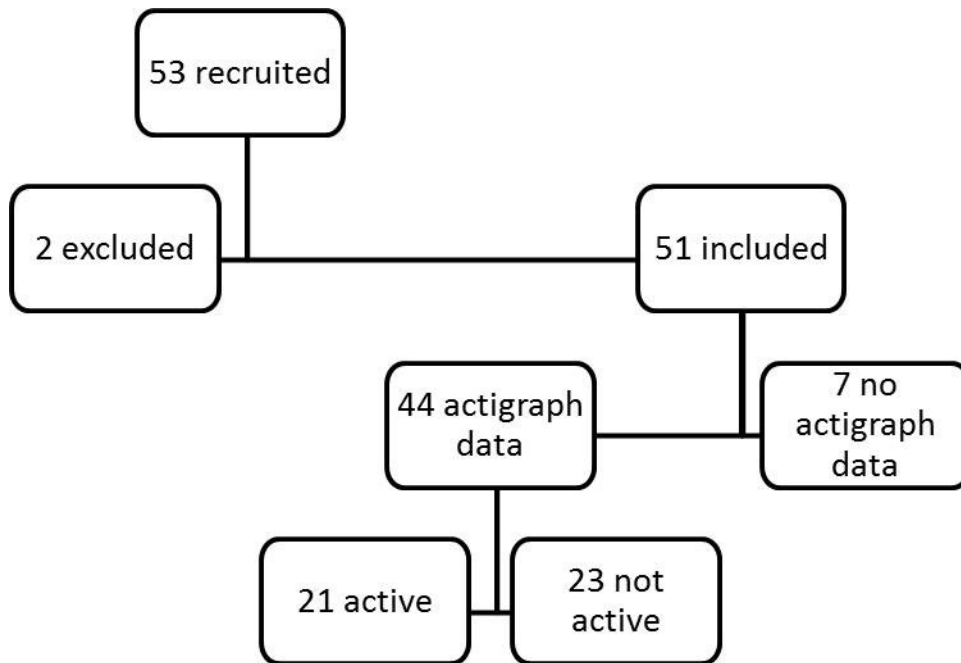 53 recruited
2 excluded
51 included
44 actigraph
data
7 no
actigraph
data
21 active
23 not
active